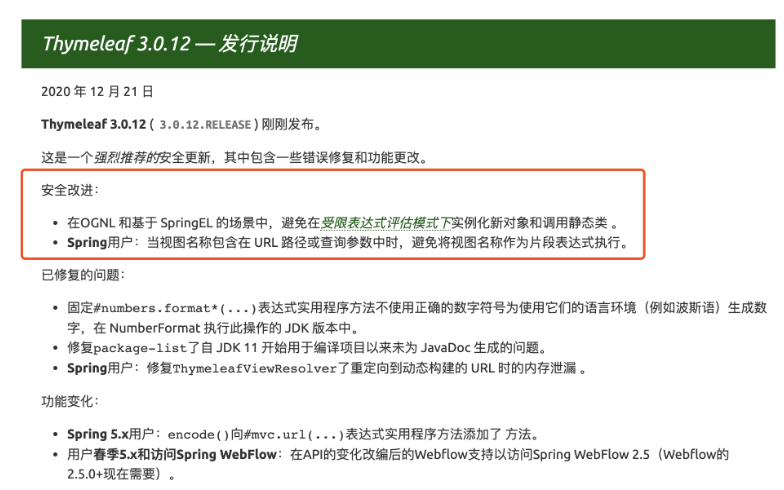 Thymeleaf 3.0.12 — 发行说明
2020 年 12 月 21 日
Thymeleaf 3.0.12 ( 3.0.12.RELEASE ) 刚刚发布。
这是一个强烈推荐的安全更新，其中包含一些错误修复和功能更改。
安全改进：
• 在OGNL 和基于 SpringEL 的场景中，避免在受限表达式评估模式下实例化新对象和调用静态类 。
• Spring用户：当视图名称包含在 URL 路径或查询参数中时，避免将视图名称作为片段表达式执行。
已修复的问题：
• 固定#numbers.format*(...)表达式实用程序方法不使用正确的数字符号为使用它们的语言环境（例如波斯语）生成数
字，在 NumberFormat 执行此操作的 JDK 版本中。
• 修复package-list了自 JDK 11 开始用于编译项目以来未为 JavaDoc 生成的问题。
• Spring用户：修复ThymeleafViewResolver了重定向到动态构建的 URL 时的内存泄漏 。
功能变化：
• Spring 5.x用户：encode()向#mvc.url(...)表达式实用程序方法添加了 方法。
• 用户春季5.x和访问Spring WebFlow：在API的变化改编后的Webflow支持以访问Spring WebFlow 2.5（Webflow的
2.5.0+现在需要）。